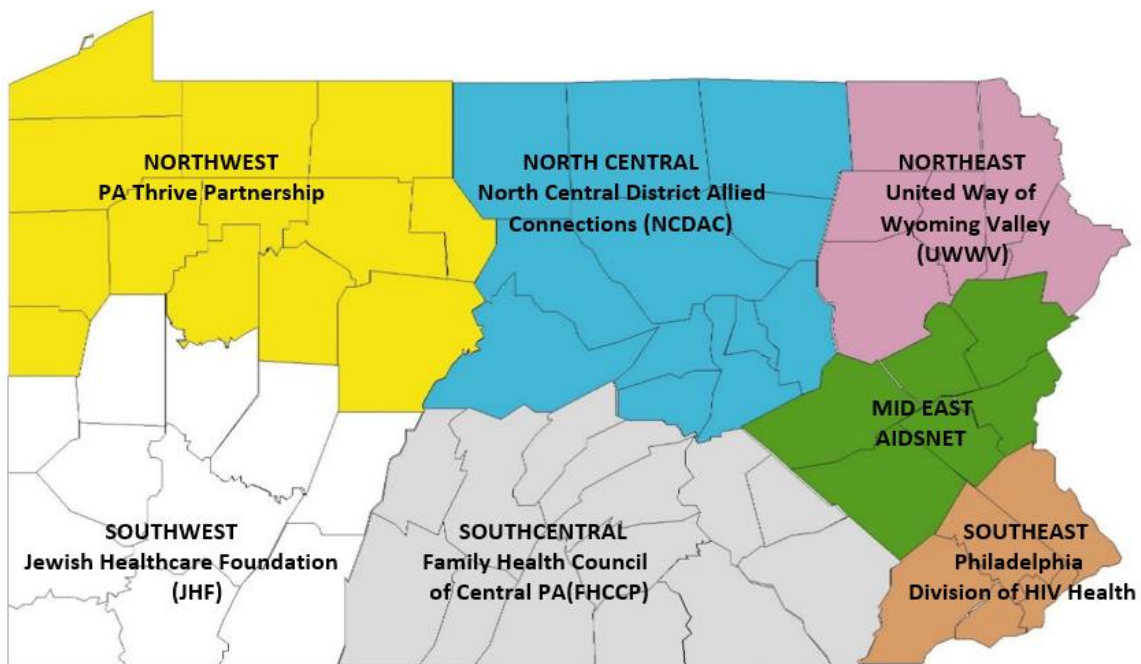 NORTHWEST
PA Thrive Partnership
NORTH CENTRAL
North Central District Allied
Connections (NCDAC)
NORTHEAST
United Way of
Wyoming Valley
(UWWV)
MID EAST
AIDSNET
SOUTHWEST
Jewish Healthcare Foundation
(JHF)
SOUTHCENTRAL
Family Health Council
of Central PA(FHCCP)
SOUTHEAST
Philadelphia
Division of HIV Health